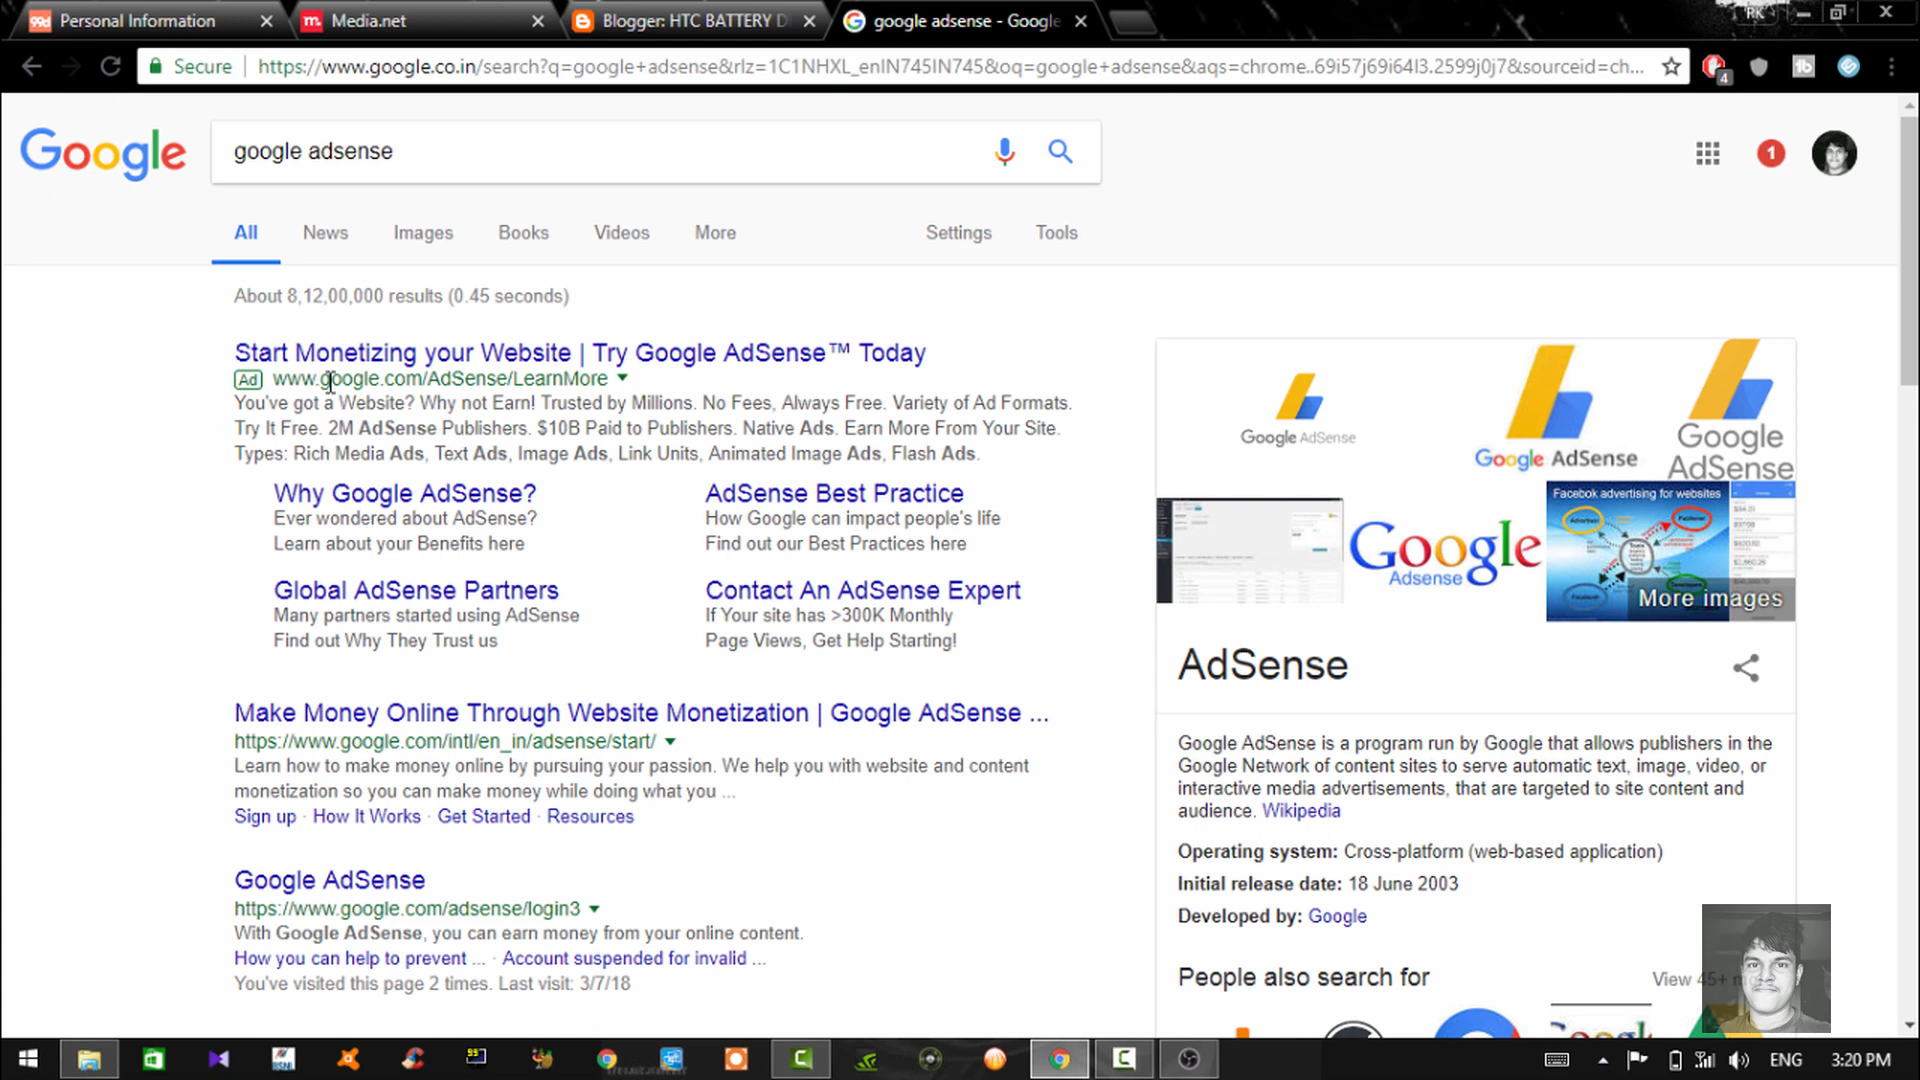 99d Personal Information
m. Media.net
Blogger: HTC BATTERY D
google adsense - Google
RK
Secure
https://www.google.co.in/search?q=google+adsense&rlz=1C1NHXL_enIN745IN745&oq=google+adsense&aqs=chrome..69i57j69i64l3.2599j0j7&sourceid=ch...
4
Google
google adsense
1
All News Images Books Videos More Settings Tools
About 8,12,00,000 results (0.45 seconds)
Start Monetizing your Website | Try Google AdSense™ Today
Ad www.google.com/AdSense/LearnMore
You've got a Website? Why not Earn! Trusted by Millions. No Fees, Always Free. Variety of Ad Formats.
Try It Free. 2M AdSense Publishers. $10B Paid to Publishers. Native Ads. Earn More From Your Site.
Types: Rich Media Ads, Text Ads, Image Ads, Link Units, Animated Image Ads, Flash Ads.
Why Google AdSense?
Ever wondered about AdSense?
Learn about your Benefits here
AdSense Best Practice
How Google can impact people's life
Find out our Best Practices here
Global AdSense Partners
Many partners started using AdSense
Find out Why They Trust us
Contact An AdSense Expert
If Your site has >300K Monthly
Page Views, Get Help Starting!
Make Money Online Through Website Monetization | Google AdSense ...
https://www.google.com/intl/en_in/adsense/start/
Learn how to make money online by pursuing your passion. We help you with website and content
monetization so you can make money while doing what you ...
Sign up · How It Works · Get Started · Resources
Google AdSense
https://www.google.com/adsense/login3
With Google AdSense, you can earn money from your online content.
How you can help to prevent ... · Account suspended for invalid ...
You've visited this page 2 times. Last visit: 3/7/18
Google AdSense
Google AdSense
Google
AdSense
Google
Adsense
Facebok advertising for websites
More images
AdSense
Google AdSense is a program run by Google that allows publishers in the
Google Network of content sites to serve automatic text, image, video, or
interactive media advertisements, that are targeted to site content and
audience. Wikipedia
Operating system: Cross-platform (web-based application)
Initial release date: 18 June 2003
Developed by: Google
People also search for
View 45+
BSNL
99
ENG
3:20 PM